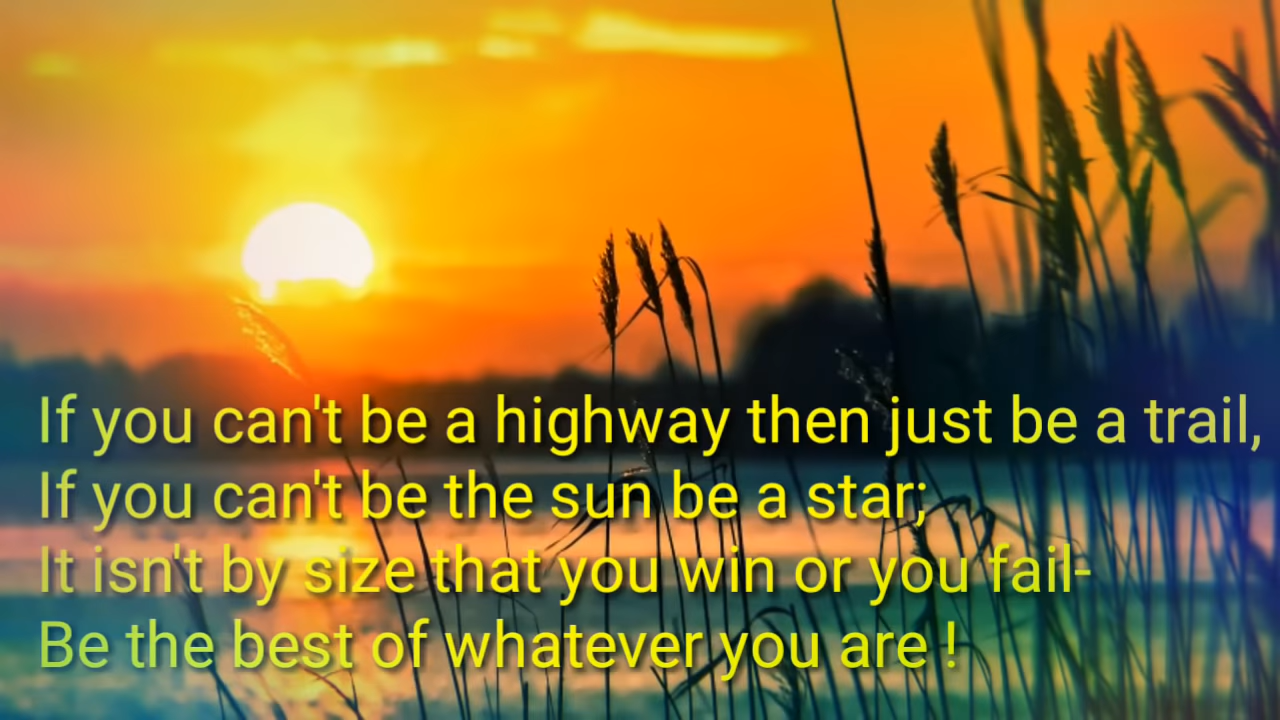 If you can't be a highway then just be a trail,
If you can't be the sun be a star;
It isn't by size that you win or you fail-
Be the best of whatever you are !